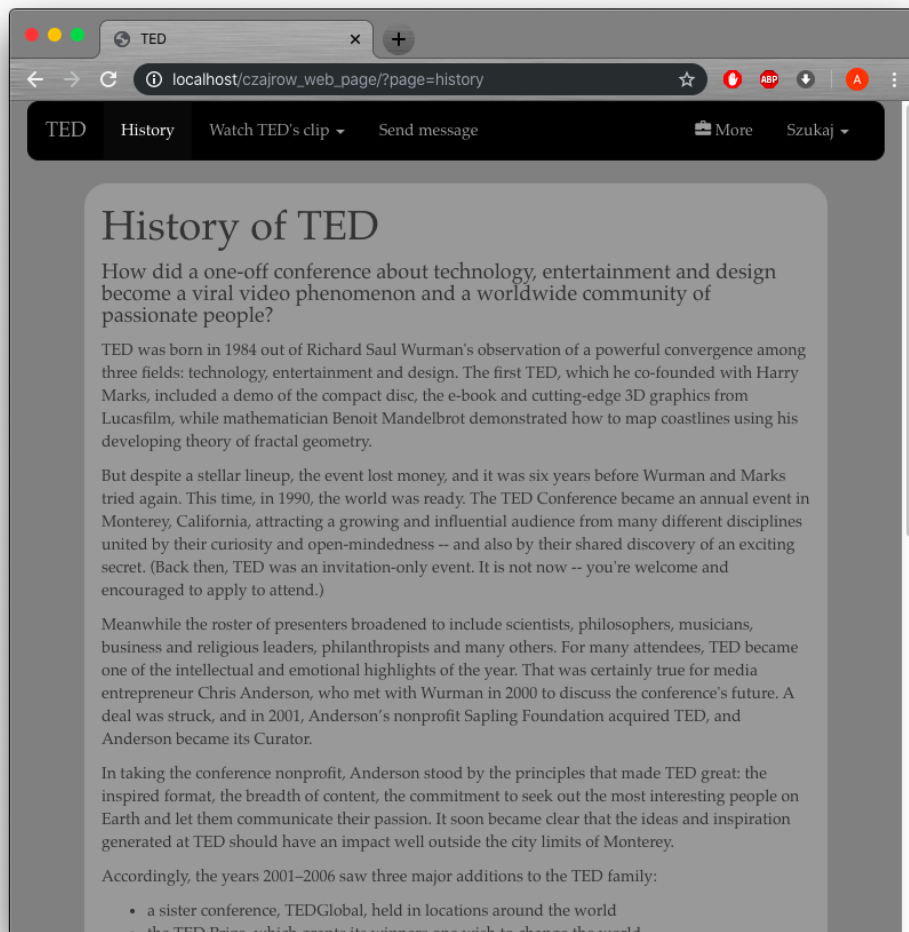 TED
localhost/czajrow_web_page/?page=history
ABP
A
TED History Watch TED's clip Send message More Szukaj
History of TED
How did a one-off conference about technology, entertainment and design
become a viral video phenomenon and a worldwide community of
passionate people?
TED was born in 1984 out of Richard Saul Wurman's observation of a powerful convergence among
three fields: technology, entertainment and design. The first TED, which he co-founded with Harry
Marks, included a demo of the compact disc, the e-book and cutting-edge 3D graphics from
Lucasfilm, while mathematician Benoit Mandelbrot demonstrated how to map coastlines using his
developing theory of fractal geometry.
But despite a stellar lineup, the event lost money, and it was six years before Wurman and Marks
tried again. This time, in 1990, the world was ready. The TED Conference became an annual event in
Monterey, California, attracting a growing and influential audience from many different disciplines
united by their curiosity and open-mindedness -- and also by their shared discovery of an exciting
secret. (Back then, TED was an invitation-only event. It is not now -- you're welcome and
encouraged to apply to attend.)
Meanwhile the roster of presenters broadened to include scientists, philosophers, musicians,
business and religious leaders, philanthropists and many others. For many attendees, TED became
one of the intellectual and emotional highlights of the year. That was certainly true for media
entrepreneur Chris Anderson, who met with Wurman in 2000 to discuss the conference's future. A
deal was struck, and in 2001, Anderson’s nonprofit Sapling Foundation acquired TED, and
Anderson became its Curator.
In taking the conference nonprofit, Anderson stood by the principles that made TED great: the
inspired format, the breadth of content, the commitment to seek out the most interesting people on
Earth and let them communicate their passion. It soon became clear that the ideas and inspiration
generated at TED should have an impact well outside the city limits of Monterey.
Accordingly, the years 2001–2006 saw three major additions to the TED family:
• a sister conference, TEDGlobal, held in locations around the world
• the TED Prize, which grants its winners one wish to change the world